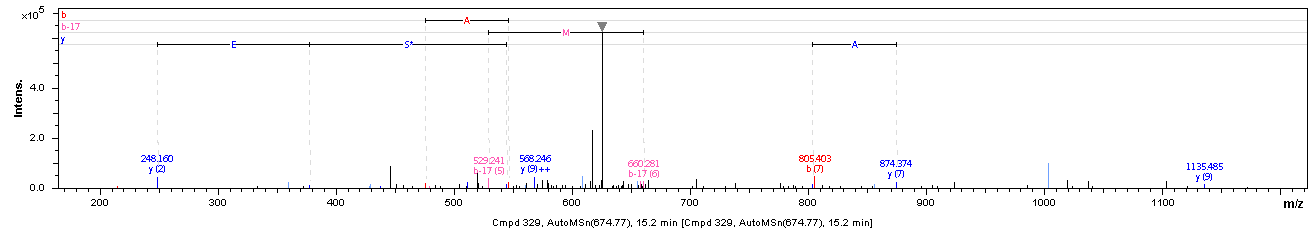 ×10⁵
b
b-17
y
A
M
E
S*
A
Intens.
4.0
2.0
0.0
248.160
y (2)
529.241
b-17 (5)
568.246
y (9)++
660.281
b-17 (6)
805.403
b (7)
874.374
y (7)
1135.485
y (9)
200 300 400 500 600 700 800 900 1000 1100 m/z
Cmpd 329, AutoMSn(674.77), 15.2 min [Cmpd 329, AutoMSn(674.77), 15.2 min]